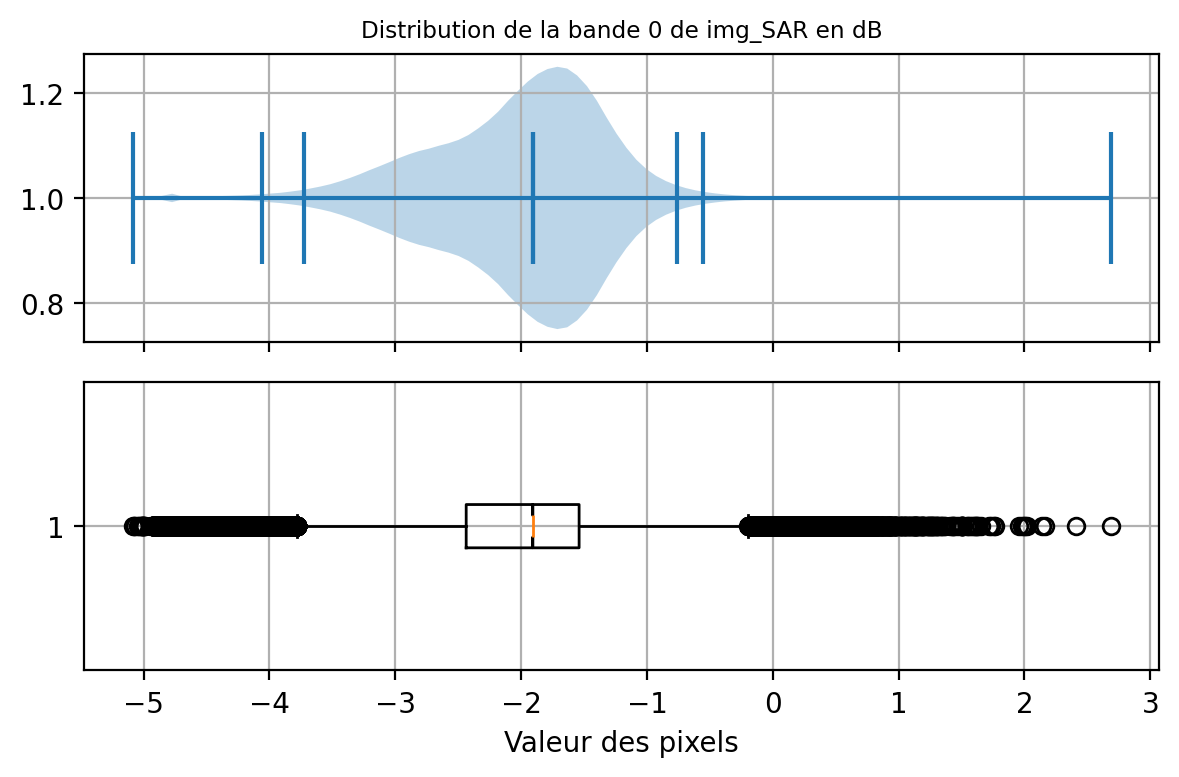 Distribution de la bande 0 de img_SAR en dB
1.2
1.0
0.8
1
−5 −4 −3 −2 −1 0 1 2 3
Valeur des pixels